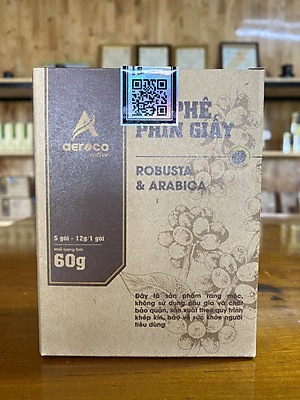 PHÊ
PHIN GIẤY
aeroco
coffee
ROBUSTA
& ARABICA
5 gói - 12g/1 gói
khối lượng tịnh
60g
Đây là sản phẩm rang mộc,
không sử dụng phụ gia và chất
bảo quản, sản xuất theo quy trình
khép kín, bảo vệ sức khỏe người
tiêu dùng